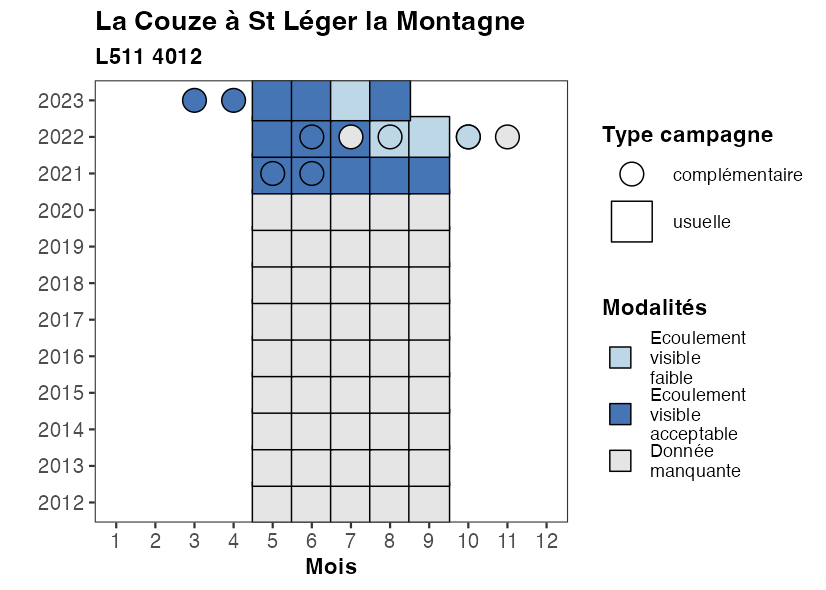 La Couze à St Léger la Montagne
L511 4012
2023
2022
2021
2020
2019
2018
2017
2016
2015
2014
2013
2012
1 2 3 4 5 6 7 8 9 10 11 12
Mois
Type campagne
complémentaire
usuelle
Modalités
Ecoulement
visible
faible
Ecoulement
visible
acceptable
Donnée
manquante